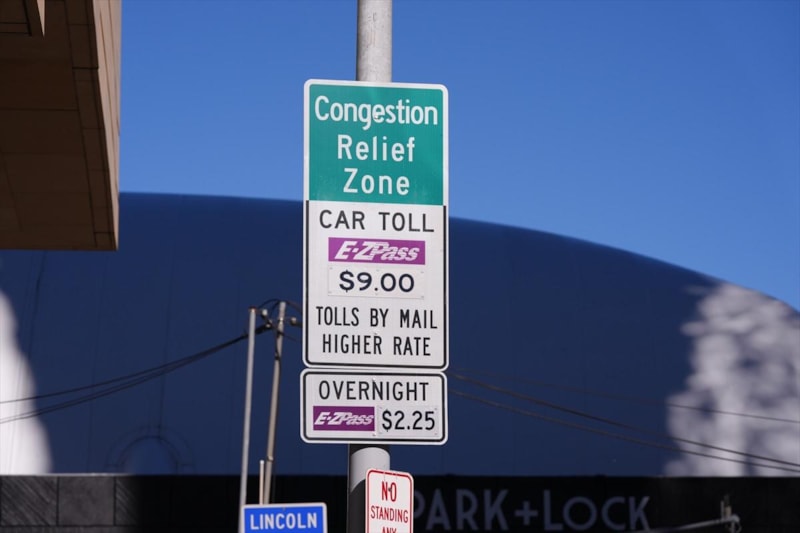 Congestion
Relief
Zone
CAR TOLL
E-ZPass
$9.00
TOLLS BY MAIL
HIGHER RATE
OVERNIGHT
E-ZPass $2.25
NO
STANDING
ANY
LINCOLN
PARK+LOCK